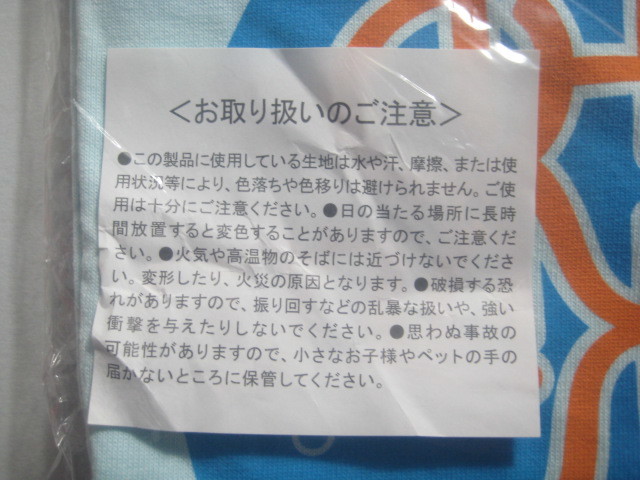 ＜お取り扱いのご注意＞
●この製品に使用している生地は水や汗、摩擦、または使
用状況等により、色落ちや色移りは避けられません。ご使
用は十分にご注意ください。●日の当たる場所に長時
間放置すると変色することがありますので、ご注意くだ
さい。●火気や高温物のそばには近づけないでくださ
い。変形したり、火災の原因となります。●破損する恐
れがありますので、振り回すなどの乱暴な扱いや、強い
衝撃を与えたりしないでください。●思わぬ事故の
可能性がありますので、小さなお子様やペットの手の
届かないところに保管してください。